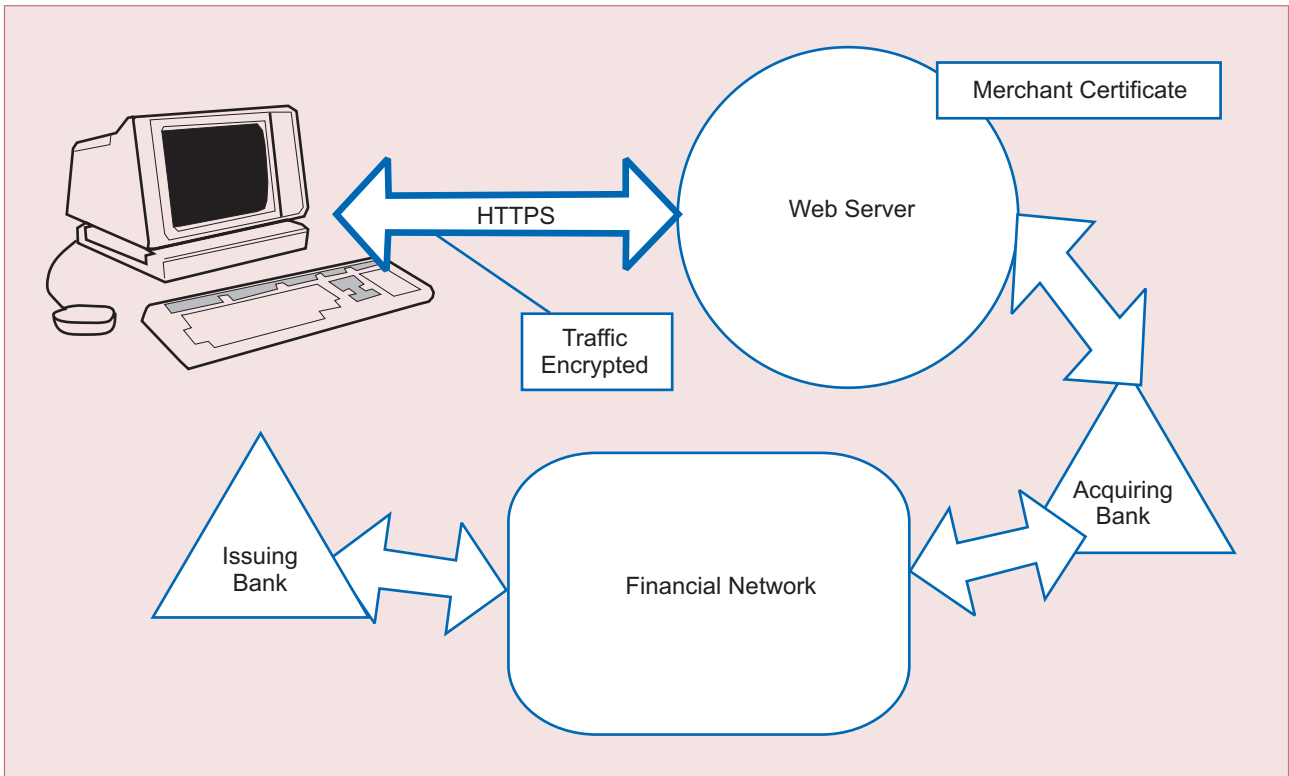 Merchant Certificate
Web Server
HTTPS
Traffic
Encrypted
Acquiring
Bank
Issuing
Bank
Financial Network